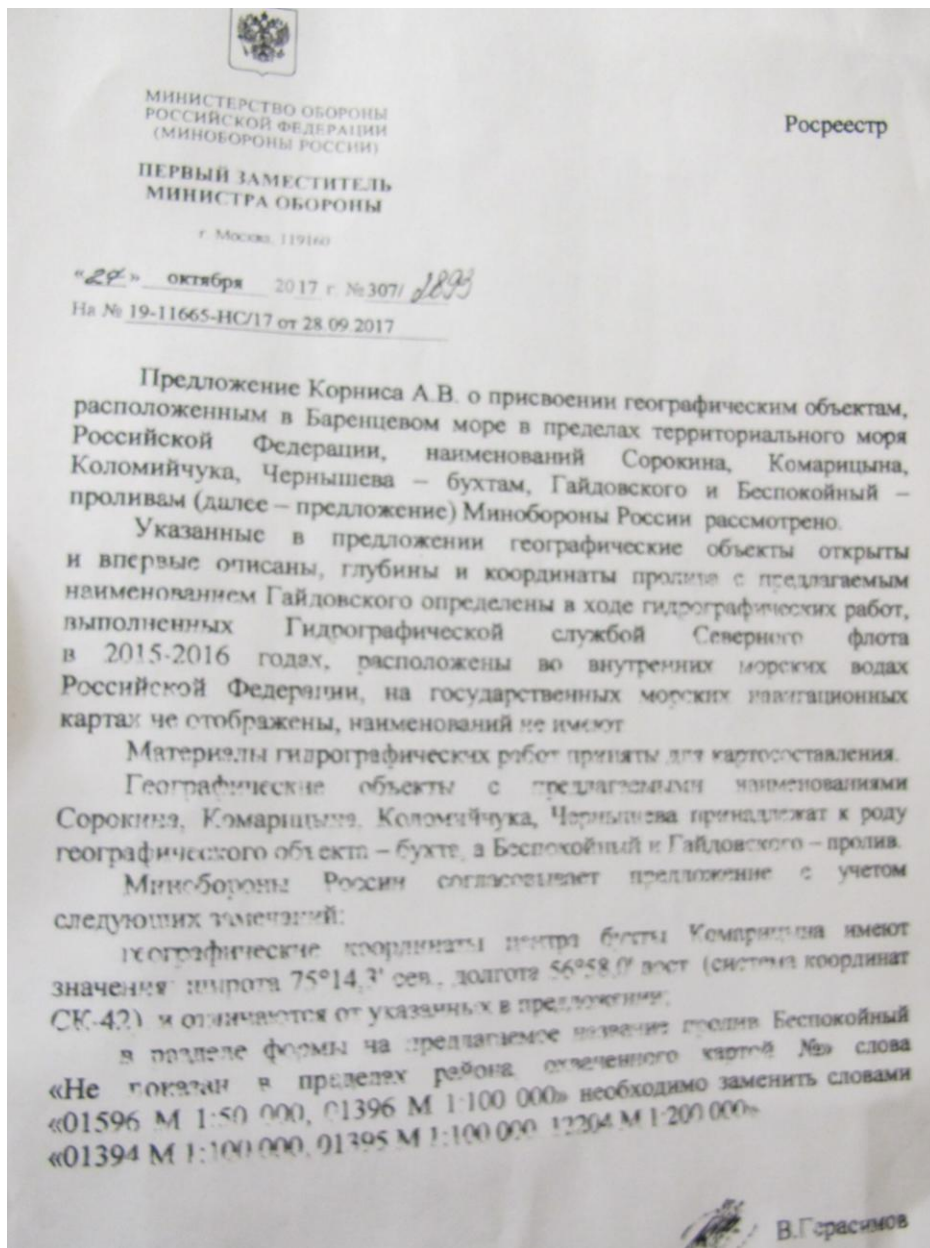 МИНИСТЕРСТВО ОБОРОНЫ
РОССИЙСКОЙ ФЕДЕРАЦИИ
(МИНОБОРОНЫ РОССИИ)
Росреестр
ПЕРВЫЙ ЗАМЕСТИТЕЛЬ
МИНИСТРА ОБОРОНЫ
г. Москва, 119160
«27» октября 2017 г. №307/ 2893
На № 19-11665-НС/17 от 28.09.2017
Предложение Корниса А.В. о присвоении географическим объектам,
расположенным в Баренцевом море в пределах территориального моря
Российской Федерации, наименований Сорокина, Комарицына,
Коломийчука, Чернышева – бухтам, Гайдовского и Беспокойный –
проливам (далее – предложение) Минобороны России рассмотрено.
Указанные в предложении географические объекты открыты
и впервые описаны, глубины и координаты пролива с предлагаемым
наименованием Гайдовского определены в ходе гидрографических работ,
выполненных Гидрографической службой Северного флота
в 2015-2016 годах, расположены во внутренних морских водах
Российской Федерации, на государственных морских навигационных
картах не отображены, наименований не имеют
Материалы гидрографических работ приняты для картосоставления.
Географические объекты с предлагаемыми наименованиями
Сорокина, Комарицына, Коломийчука, Чернышева принадлежат к роду
географического объекта – бухте, а Беспокойный и Гайдовского – пролив.
Минобороны России согласовывает предложение с учетом
следующих замечаний:
географические координаты центра бухты Комарицына имеют
значения: широта 75°14,3' сев., долгота 56°58,0' вост. (система координат
СК-42) и отличаются от указанных в предложении;
в разделе формы на предлагаемое название пролив Беспокойный
«Не показан в пределах района, охваченного картой №» слова
«01596 М 1:50 000, 01396 М 1:100 000» необходимо заменить словами
«01394 М 1:100 000, 01395 М 1:100 000, 12204 М 1:200 000»
В.Герасимов